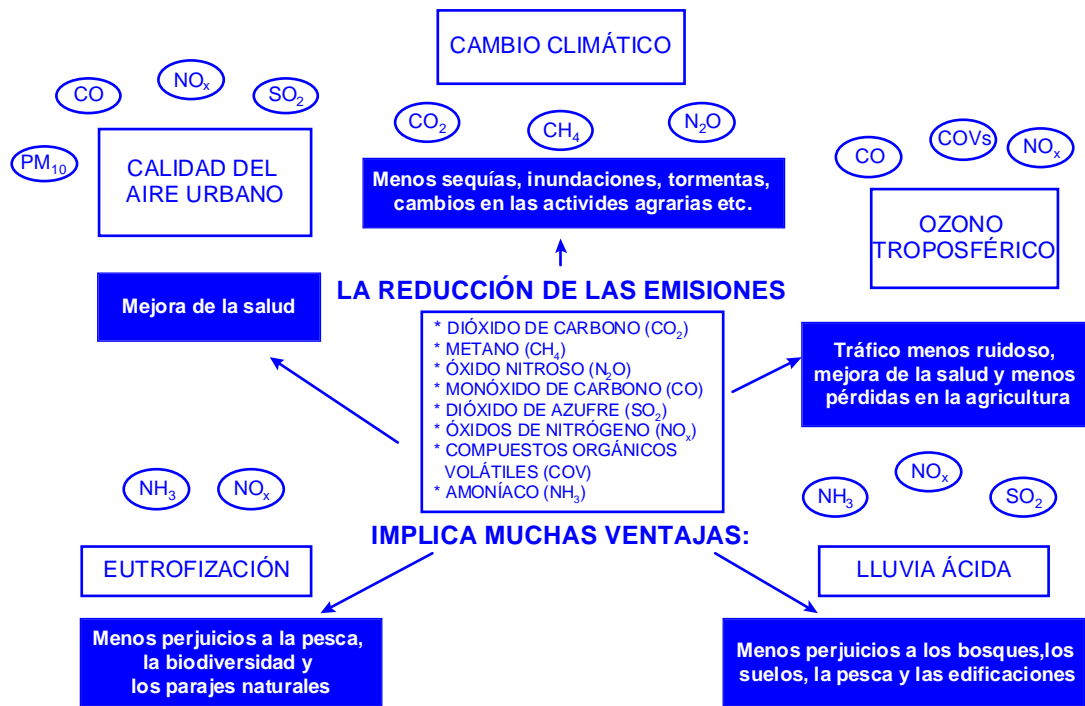 CAMBIO CLIMÁTICO
CO₂
CH₄
N₂O
Menos sequías, inundaciones, tormentas,
cambios en las activides agrarias etc.
PM₁₀
CO
NOₓ
SO₂
CALIDAD DEL
AIRE URBANO
Mejora de la salud
CO
COVs
NOₓ
OZONO
TROPOSFÉRICO
Tráfico menos ruidoso,
mejora de la salud y menos
pérdidas en la agricultura
LA REDUCCIÓN DE LAS EMISIONES
* DIÓXIDO DE CARBONO (CO₂)
* METANO (CH₄)
* ÓXIDO NITROSO (N₂O)
* MONÓXIDO DE CARBONO (CO)
* DIÓXIDO DE AZUFRE (SO₂)
* ÓXIDOS DE NITRÓGENO (NOₓ)
* COMPUESTOS ORGÁNICOS
VOLÁTILES (COV)
* AMONÍACO (NH₃)
IMPLICA MUCHAS VENTAJAS:
NH₃
NOₓ
EUTROFIZACIÓN
Menos perjuicios a la pesca,
la biodiversidad y
los parajes naturales
NH₃
NOₓ
SO₂
LLUVIA ÁCIDA
Menos perjuicios a los bosques,los
suelos, la pesca y las edificaciones